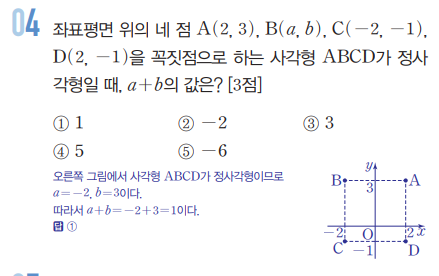 04 좌표평면 위의 네 점 A(2, 3), B(a, b), C(−2, −1),
D(2, −1)을 꼭짓점으로 하는 사각형 ABCD가 정사
각형일 때, a+b의 값은? [3점]
① 1 ② −2 ③ 3
④ 5 ⑤ −6
오른쪽 그림에서 사각형 ABCD가 정사각형이므로
a=−2, b=3이다.
따라서 a+b=−2+3=1이다.
답 ①
y
B 3 A
−2 O 2 x
C −1 D